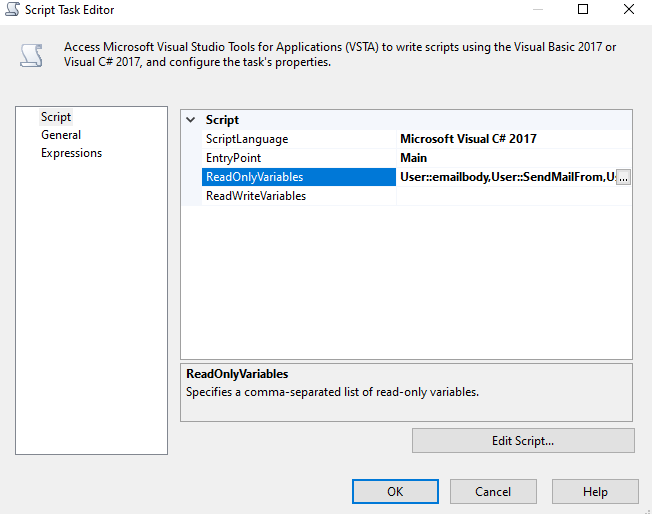 Script Task Editor
Access Microsoft Visual Studio Tools for Applications (VSTA) to write scripts using the Visual Basic 2017 or
Visual C# 2017, and configure the task's properties.
Script
General
Expressions
Script
ScriptLanguage Microsoft Visual C# 2017
EntryPoint Main
ReadOnlyVariables User::emailbody,User::SendMailFrom,U ...
ReadWriteVariables
ReadOnlyVariables
Specifies a comma-separated list of read-only variables.
Edit Script...
OK Cancel Help